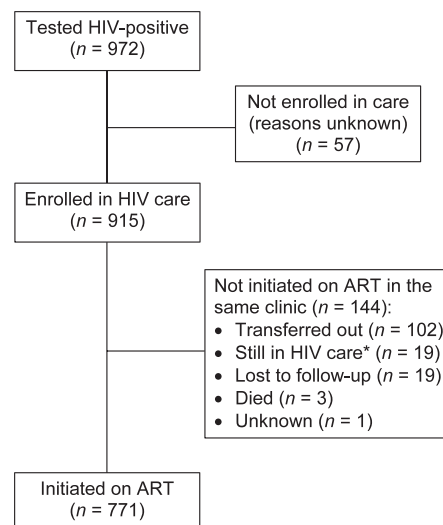 Tested HIV-positive
(n = 972)
Not enrolled in care
(reasons unknown)
(n = 57)
Enrolled in HIV care
(n = 915)
Not initiated on ART in the
same clinic (n = 144):
• Transferred out (n = 102)
• Still in HIV care* (n = 19)
• Lost to follow-up (n = 19)
• Died (n = 3)
• Unknown (n = 1)
Initiated on ART
(n = 771)